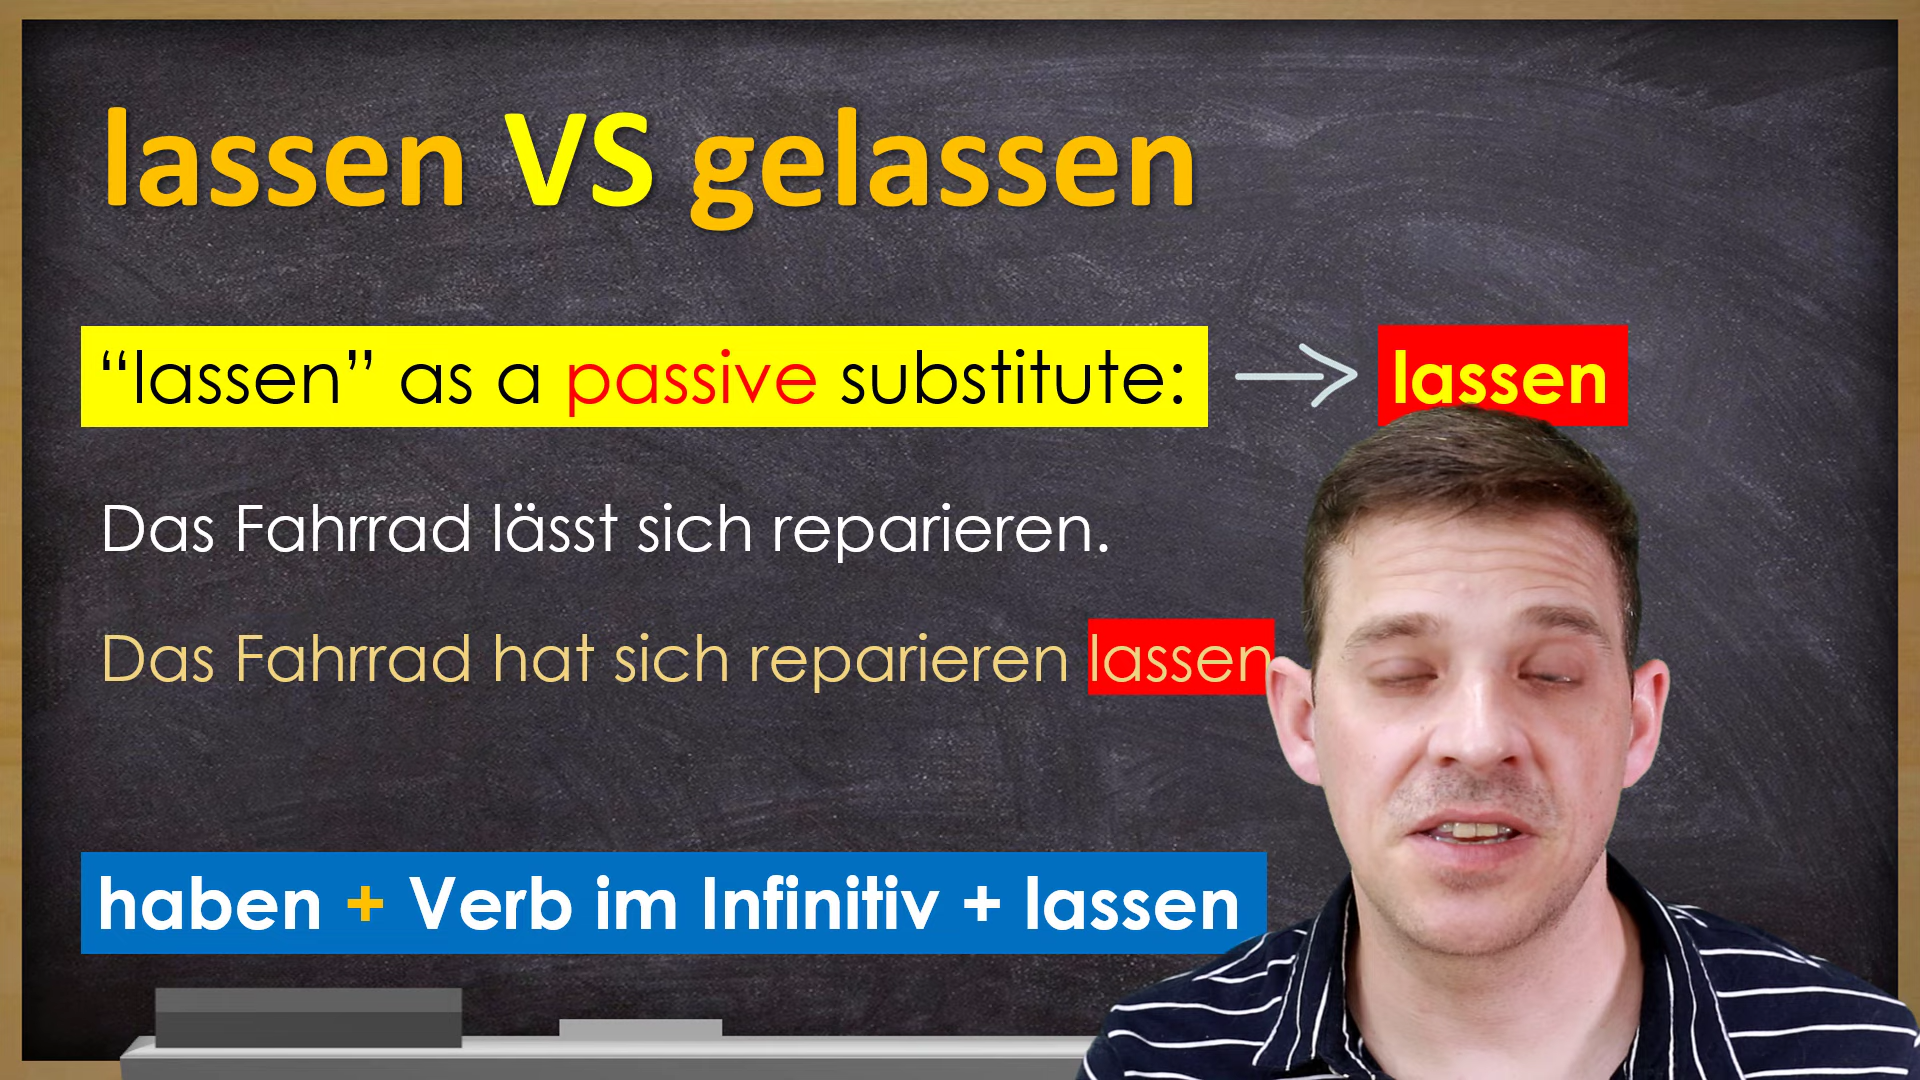 lassen VS gelassen
“lassen” as a passive substitute: → lassen
Das Fahrrad lässt sich reparieren.
Das Fahrrad hat sich reparieren lassen
haben + Verb im Infinitiv + lassen